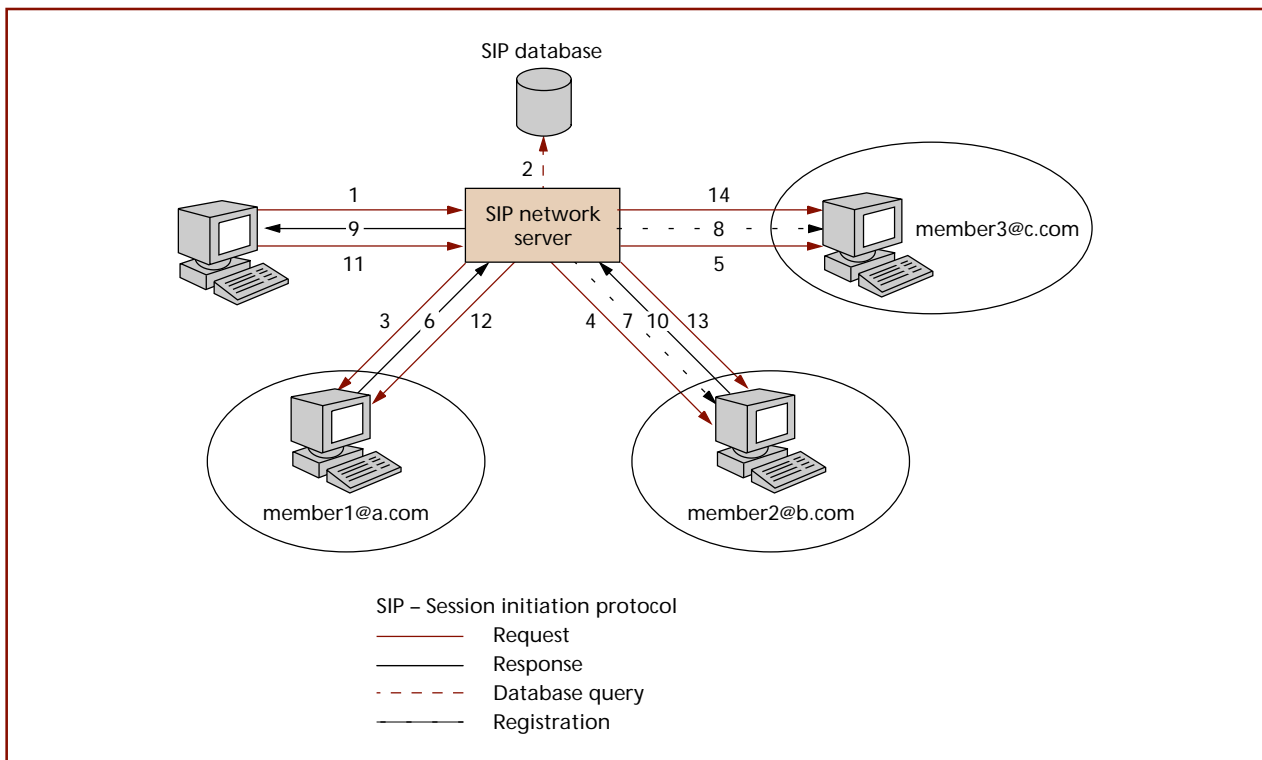 SIP database
2
1
14
SIP network
server
9
8
member3@c.com
11
5
3
6
12
4
7
10
13
member1@a.com
member2@b.com
SIP – Session initiation protocol
Request
Response
Database query
Registration